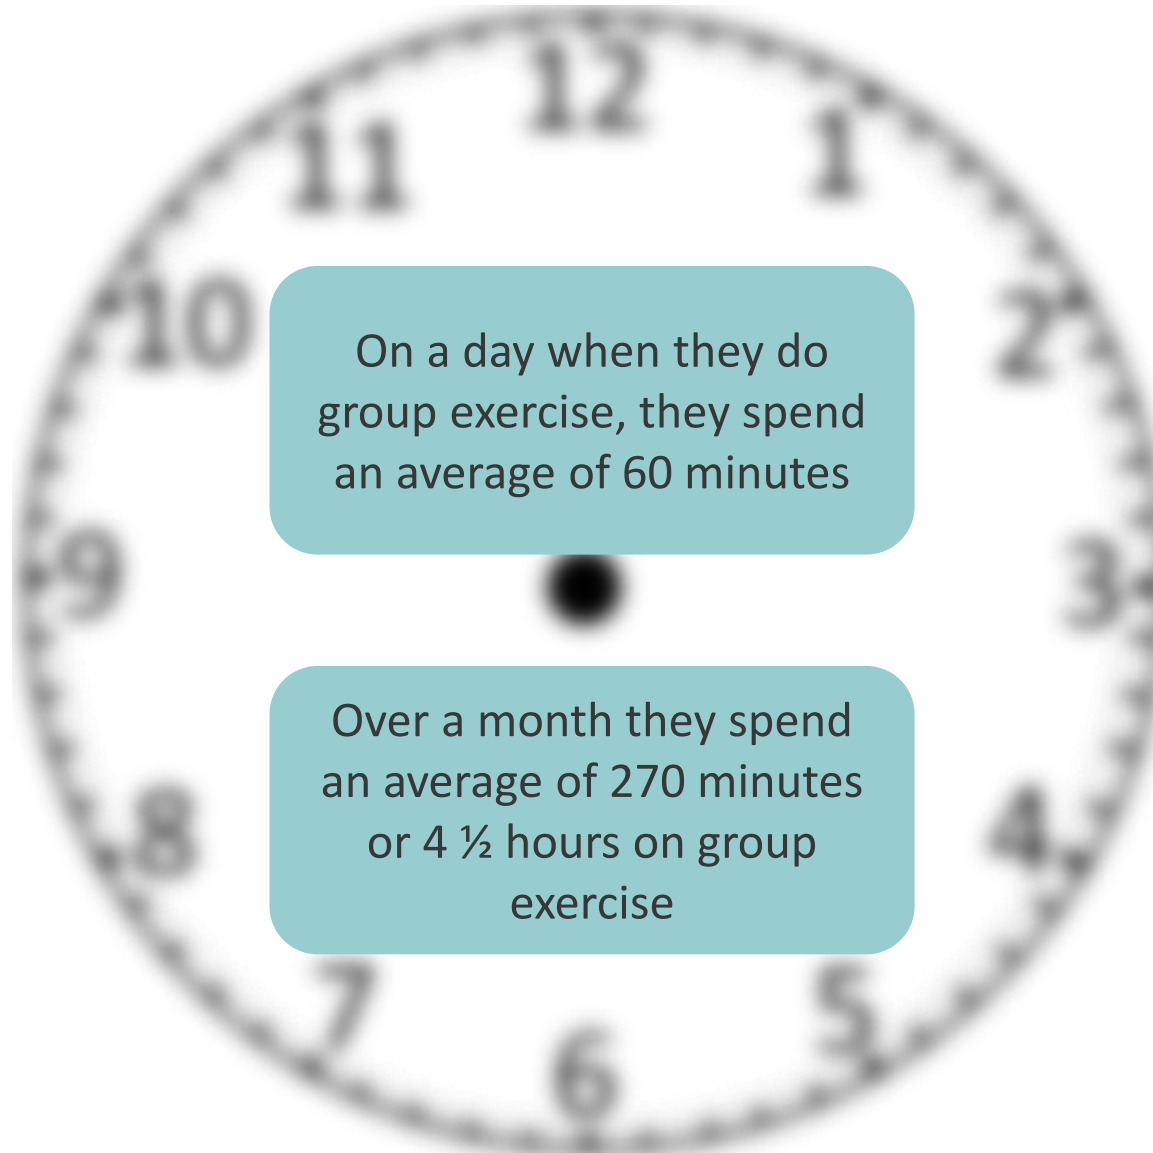 12
11
1
10
2
On a day when they do
group exercise, they spend
an average of 60 minutes
9
3
Over a month they spend
an average of 270 minutes
or 4 ½ hours on group
exercise
8
4
7
5
6